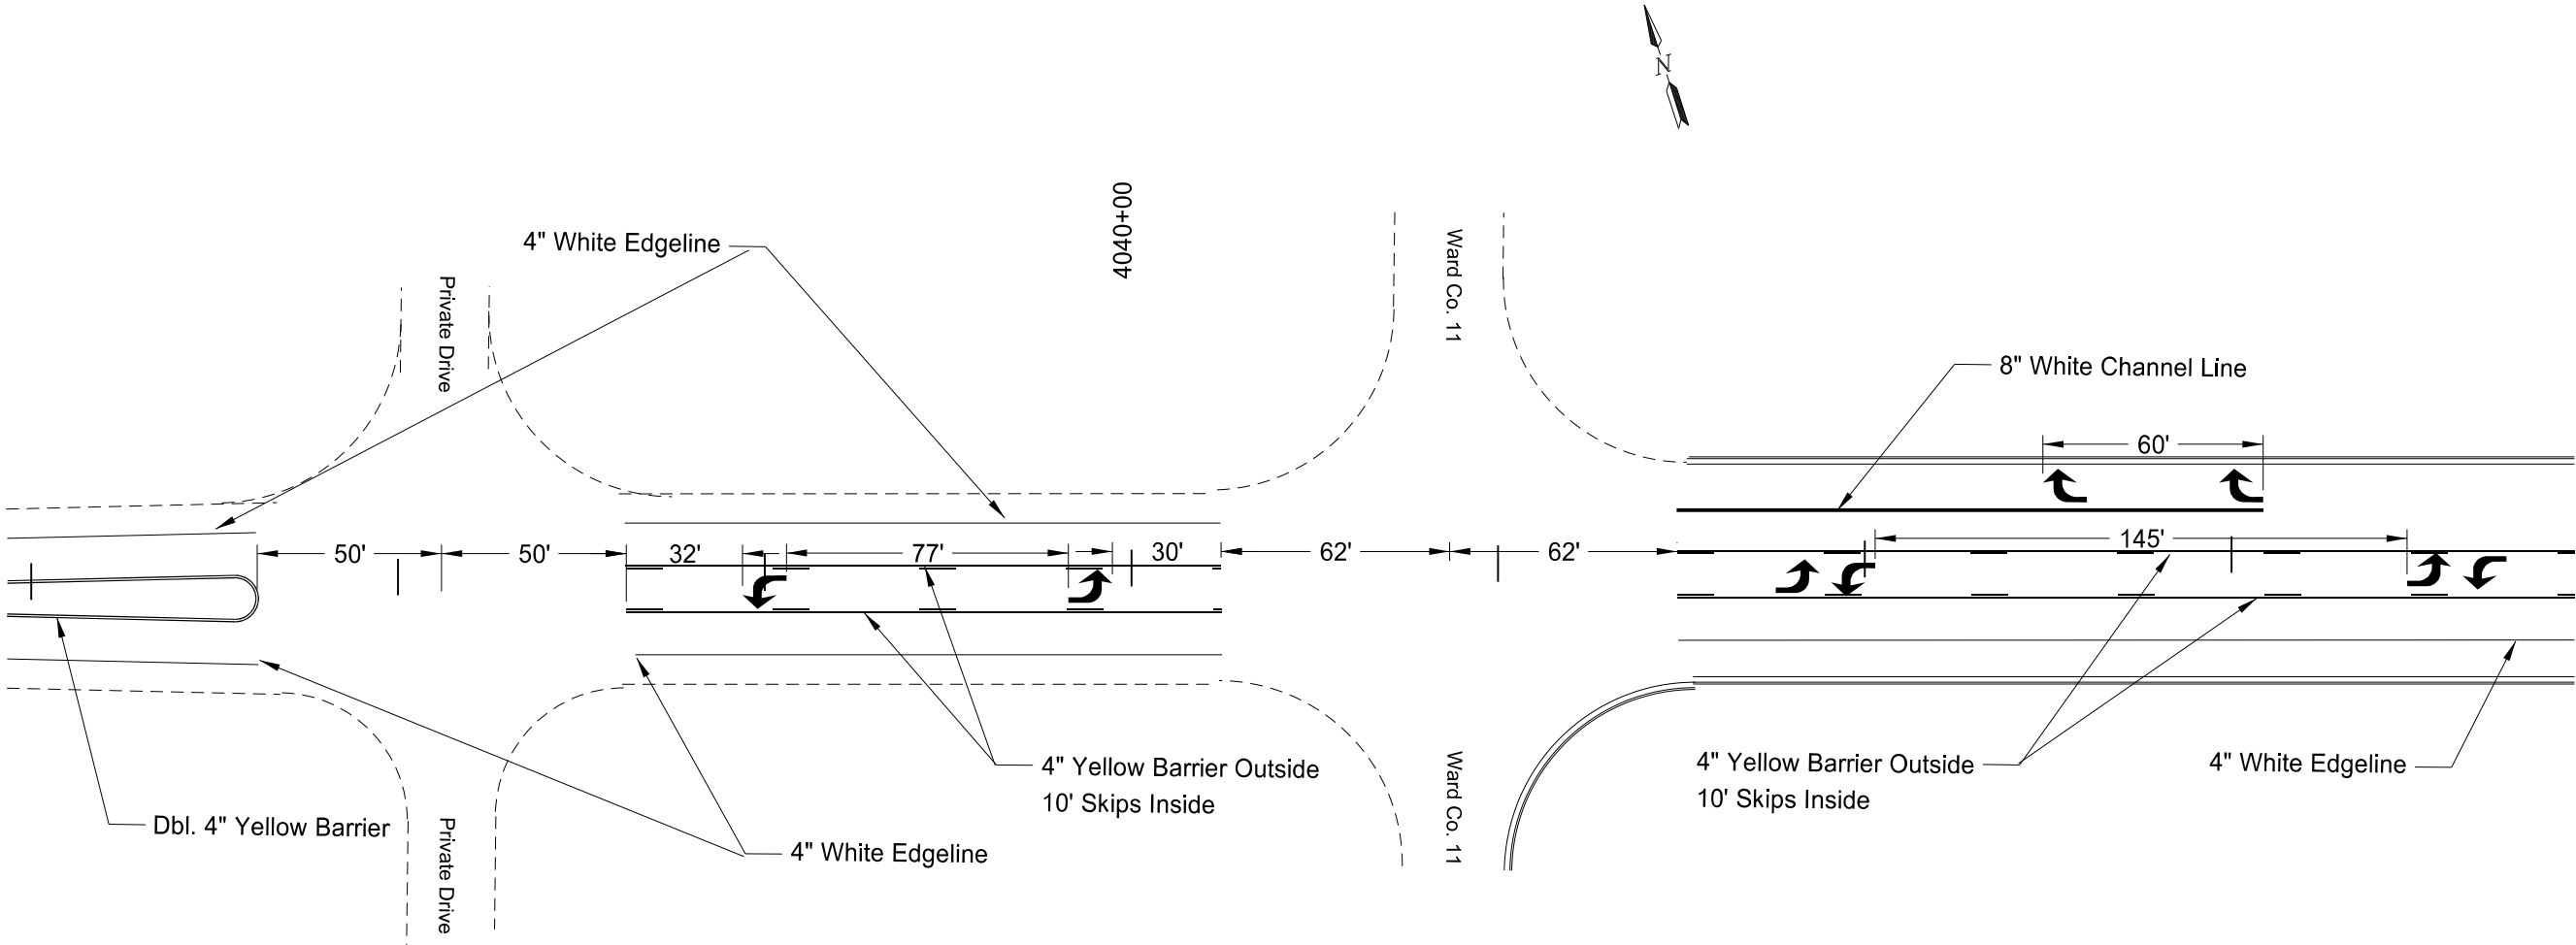 N
4040+00
4" White Edgeline
Private Drive
Ward Co. 11
8" White Channel Line
60'
50'
50'
32'
77'
30'
62'
62'
145'
4" Yellow Barrier Outside
10' Skips Inside
4" Yellow Barrier Outside
10' Skips Inside
4" White Edgeline
Dbl. 4" Yellow Barrier
4" White Edgeline
Private Drive
Ward Co. 11